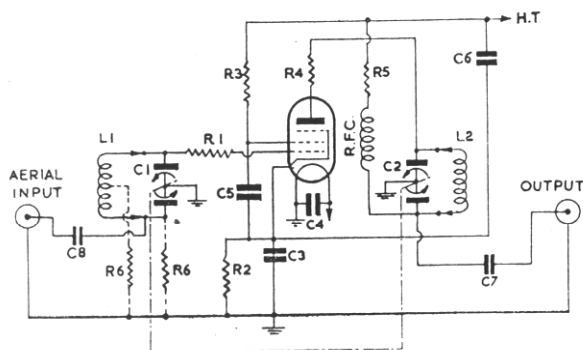 H.T
C6
R3
R4
R5
R.F.C.
L1
R1
C1
C2
L2
AERIAL
INPUT
C5
C4
OUTPUT
C8
R6
R6
R2
C3
C7